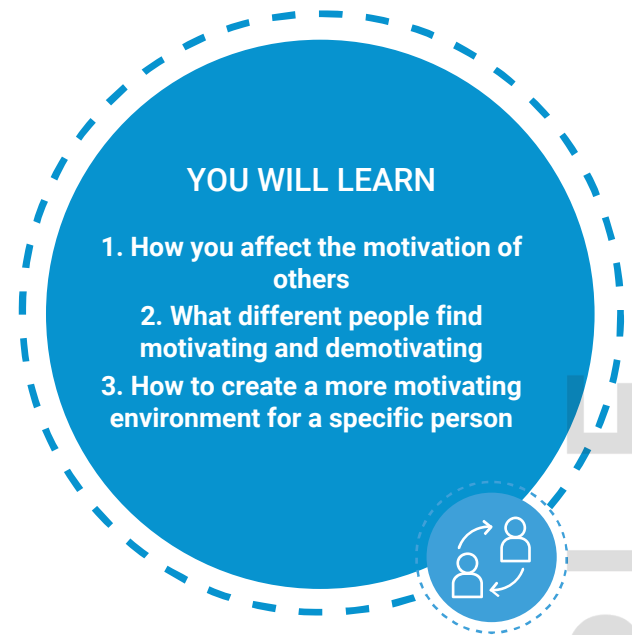 YOU WILL LEARN
1. How you affect the motivation of
others
2. What different people find
motivating and demotivating
3. How to create a more motivating
environment for a specific person